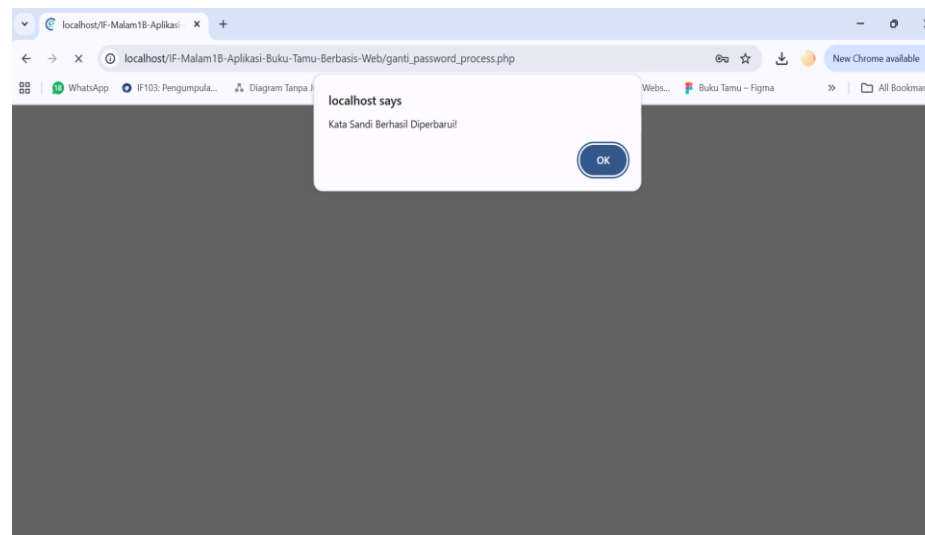 localhost/IF-Malam1B-Aplikasi-
localhost/IF-Malam1B-Aplikasi-Buku-Tamu-Berbasis-Web/ganti_password_process.php
New Chrome available
WhatsApp
IF103: Pengumpula...
Diagram Tanpa J
Webs...
Buku Tamu – Figma
All Bookmar
localhost says
Kata Sandi Berhasil Diperbarui!
OK